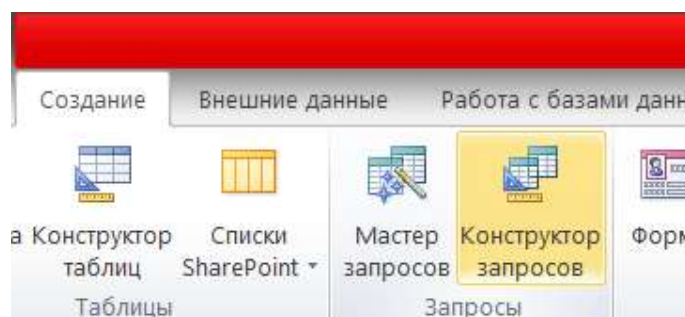 Создание Внешние данные Работа с базами данн
а Конструктор таблиц Списки SharePoint Мастер запросов Конструктор запросов Форм
Таблицы Запросы